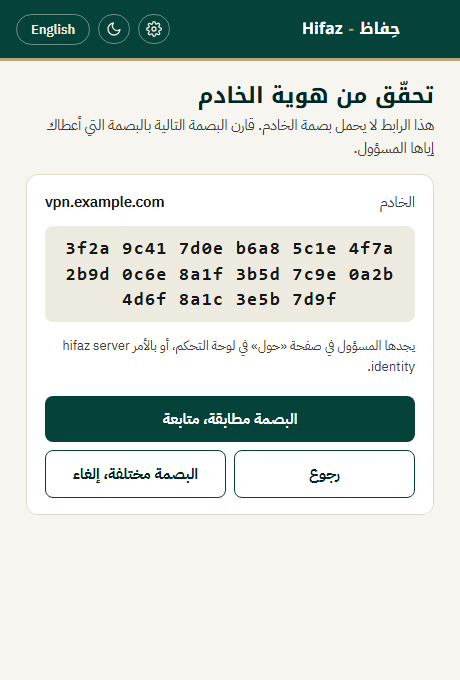 حِفاظ - Hifaz
English
تحقّق من هوية الخادم
هذا الرابط لا يحمل بصمة الخادم. قارن البصمة التالية بالبصمة التي أعطاك
إياها المسؤول.
الخادم
vpn.example.com
3f2a 9c41 7d0e b6a8 5c1e 4f7a
2b9d 0c6e 8a1f 3b5d 7c9e 0a2b
4d6f 8a1c 3e5b 7d9f
يجدها المسؤول في صفحة «حول» في لوحة التحكم، أو بالأمر hifaz server
identity.
البصمة مطابقة، متابعة
رجوع
البصمة مختلفة، إلغاء